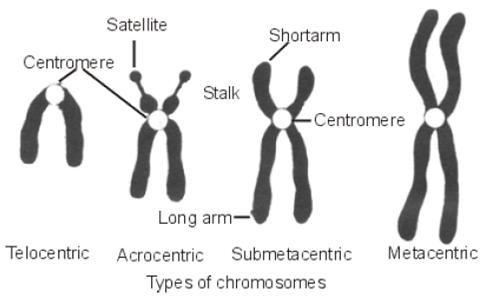 Satellite
Shortarm
Centromere
Stalk
Centromere
Long arm
Telocentric
Acrocentric
Submetacentric
Metacentric
Types of chromosomes